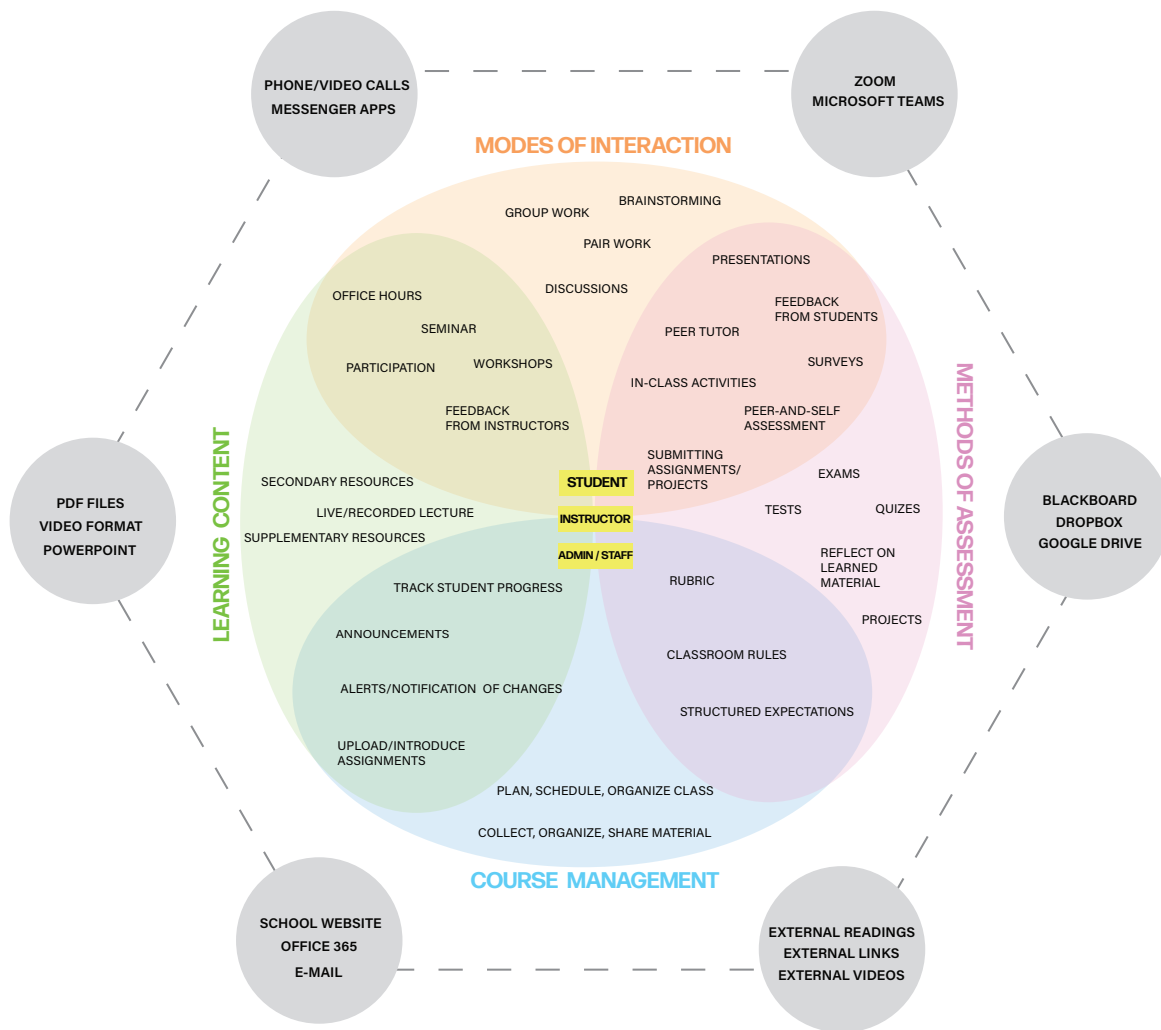 PHONE/VIDEO CALLS
MESSENGER APPS
ZOOM
MICROSOFT TEAMS
MODES OF INTERACTION
GROUP WORK
BRAINSTORMING
PAIR WORK
DISCUSSIONS
PRESENTATIONS
FEEDBACK
FROM STUDENTS
PEER TUTOR
SURVEYS
IN-CLASS ACTIVITIES
PEER-AND-SELF
ASSESSMENT
SUBMITTING
ASSIGNMENTS/
PROJECTS
OFFICE HOURS
SEMINAR
PARTICIPATION
WORKSHOPS
FEEDBACK
FROM INSTRUCTORS
LEARNING CONTENT
SECONDARY RESOURCES
LIVE/RECORDED LECTURE
SUPPLEMENTARY RESOURCES
STUDENT
INSTRUCTOR
ADMIN / STAFF
METHODS OF ASSESSMENT
EXAMS
TESTS
QUIZES
REFLECT ON
LEARNED
MATERIAL
PROJECTS
RUBRIC
CLASSROOM RULES
STRUCTURED EXPECTATIONS
TRACK STUDENT PROGRESS
ANNOUNCEMENTS
ALERTS/NOTIFICATION OF CHANGES
UPLOAD/INTRODUCE
ASSIGNMENTS
PLAN, SCHEDULE, ORGANIZE CLASS
COLLECT, ORGANIZE, SHARE MATERIAL
COURSE MANAGEMENT
PDF FILES
VIDEO FORMAT
POWERPOINT
BLACKBOARD
DROPBOX
GOOGLE DRIVE
SCHOOL WEBSITE
OFFICE 365
E-MAIL
EXTERNAL READINGS
EXTERNAL LINKS
EXTERNAL VIDEOS